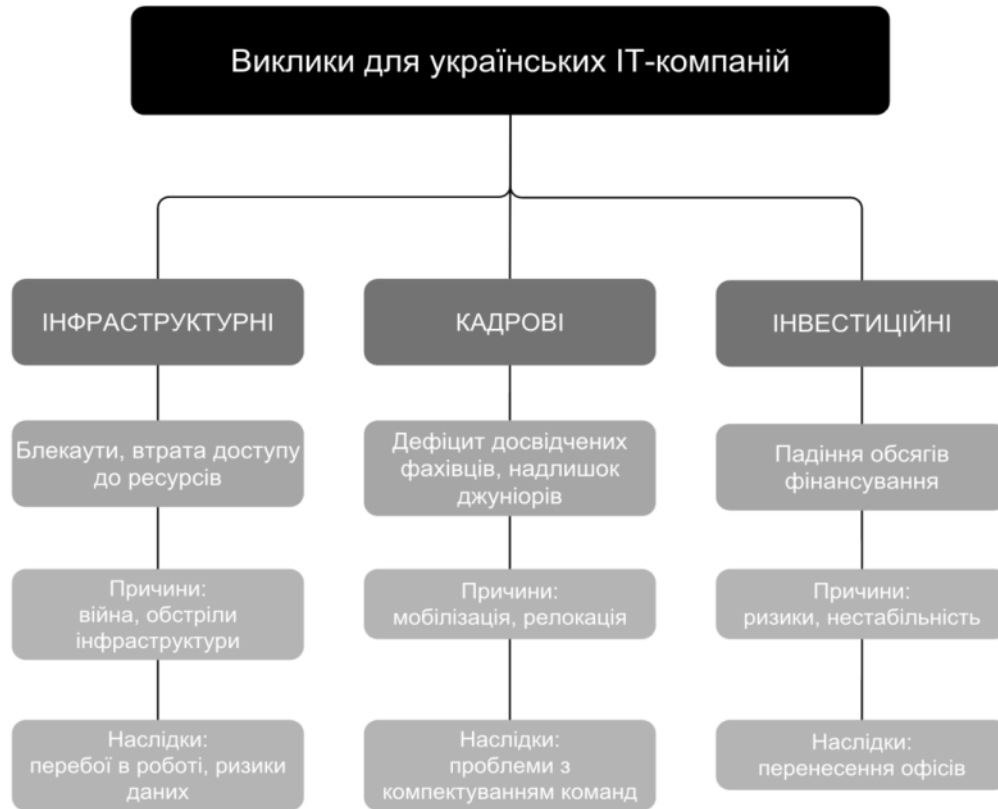 Виклики для українських ІТ-компаній
ІНФРАСТРУКТУРНІ
Блекаути, втрата доступу
до ресурсів
Причини:
війна, обстріли
інфраструктури
Наслідки:
перебої в роботі, ризики
даних
КАДРОВІ
Дефіцит досвідчених
фахівців, надлишок
джуніорів
Причини:
мобілізація, релокація
Наслідки:
проблеми з
компектуванням команд
ІНВЕСТИЦІЙНІ
Падіння обсягів
фінансування
Причини:
ризики, нестабільність
Наслідки:
перенесення офісів